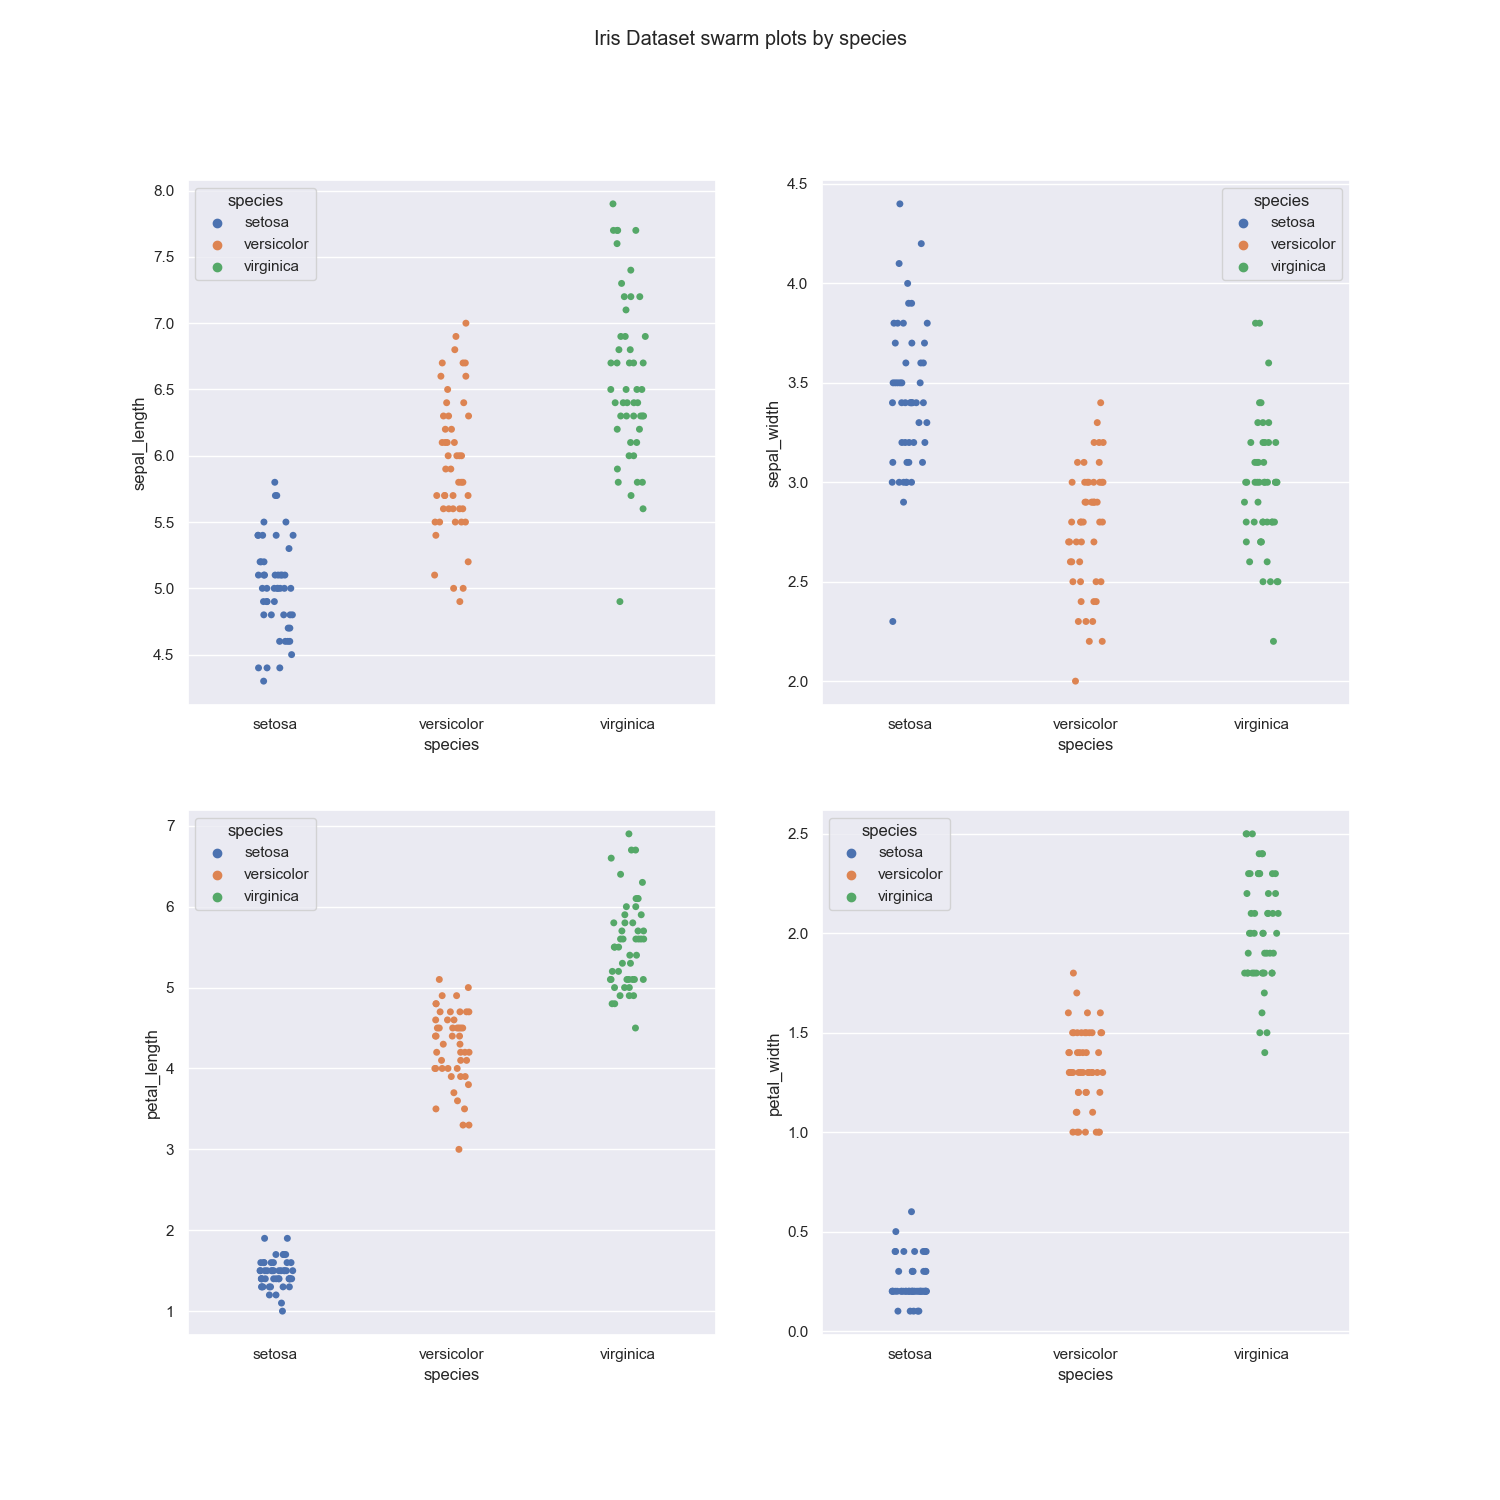 Iris Dataset swarm plots by species
8.0
7.5
7.0
6.5
6.0
5.5
5.0
4.5
sepal_length
species
setosa
versicolor
virginica
setosa
versicolor
virginica
species
4.5
4.0
3.5
3.0
2.5
2.0
sepal_width
species
setosa
versicolor
virginica
setosa
versicolor
virginica
species
7
6
5
4
3
2
1
petal_length
species
setosa
versicolor
virginica
setosa
versicolor
virginica
species
2.5
2.0
1.5
1.0
0.5
0.0
petal_width
species
setosa
versicolor
virginica
setosa
versicolor
virginica
species